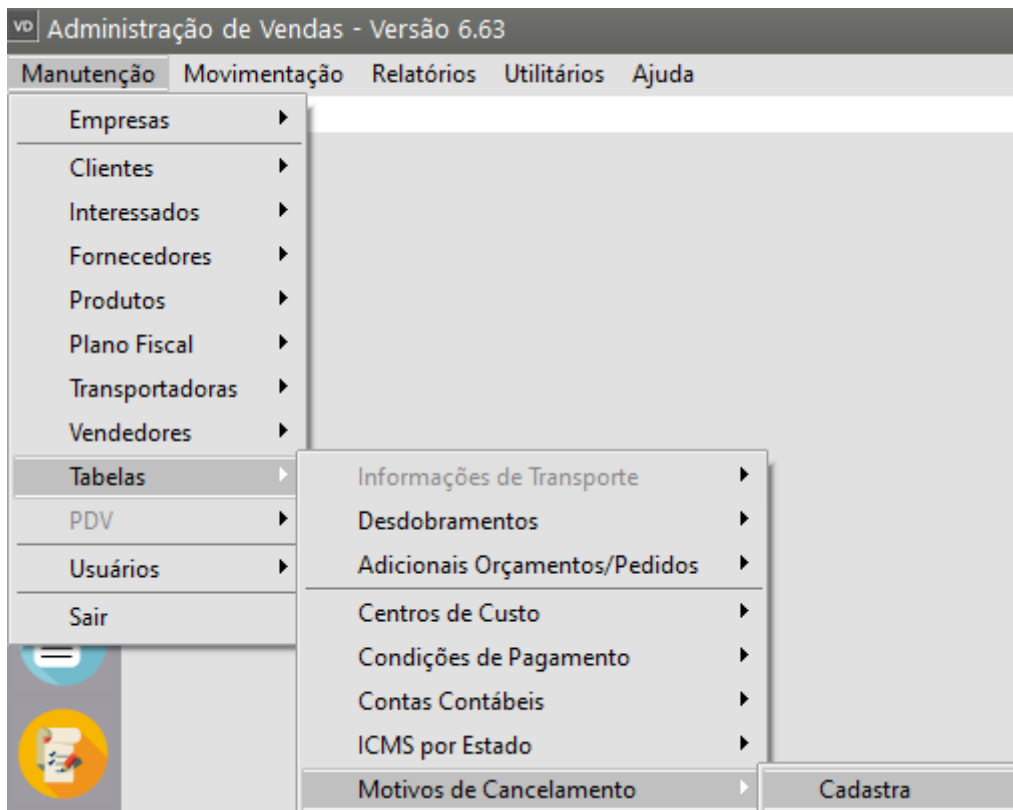 VD Administração de Vendas - Versão 6.63
Manutenção Movimentação Relatórios Utilitários Ajuda
Empresas
Clientes
Interessados
Fornecedores
Produtos
Plano Fiscal
Transportadoras
Vendedores
Tabelas
PDV
Usuários
Sair
Informações de Transporte
Desdobramentos
Adicionais Orçamentos/Pedidos
Centros de Custo
Condições de Pagamento
Contas Contábeis
ICMS por Estado
Motivos de Cancelamento
Cadastra